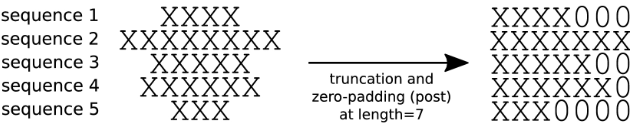 sequence 1 XXXX XXXX000
sequence 2 XXXXXXXX XXXXXXX
sequence 3 XXXXX XXXXX00
sequence 4 XXXXXX XXXXXX0
sequence 5 XXX XXX0000
truncation and
zero-padding (post)
at length=7